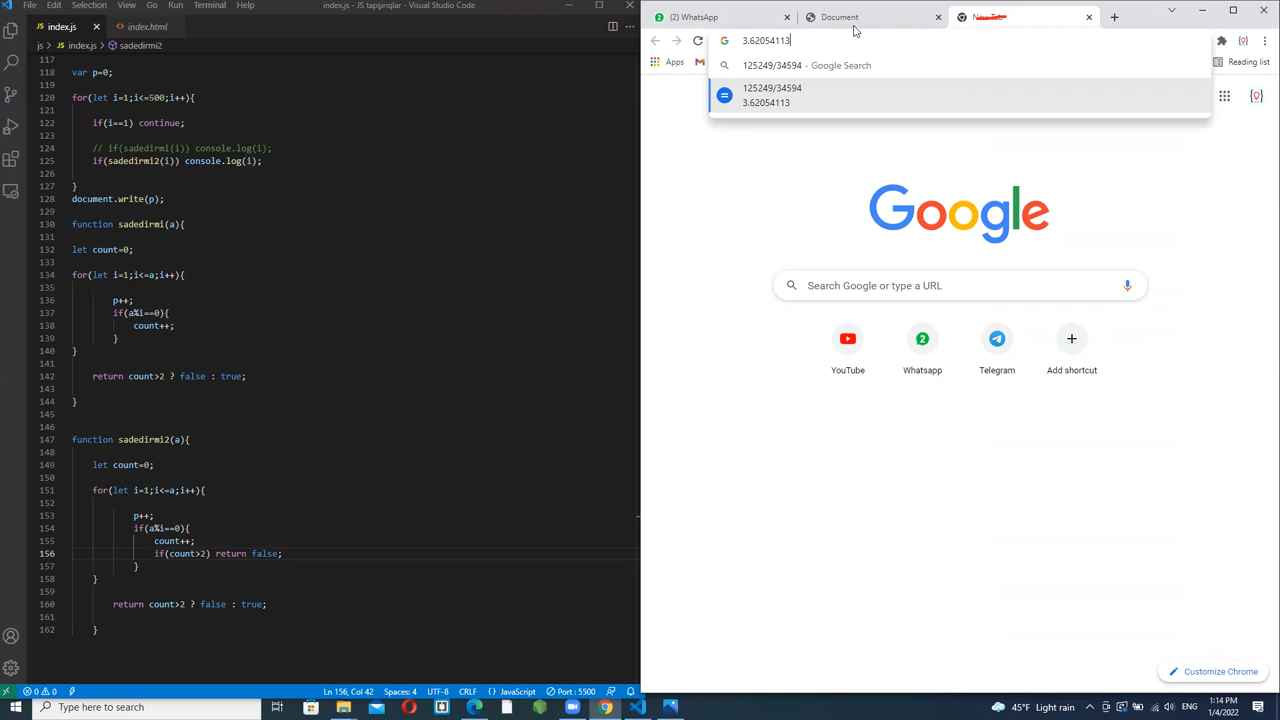 File Edit Selection View Go Run Terminal Help index.js - JS tapşırıqlar - Visual Studio Code
index.js
index.html
js > index.js > sadedirmi2
117
118 var p=0;
119
120 for(let i=1;i<=500;i++){
121
122 if(i==1) continue;
123
124 // if(sadedirmi(i)) console.log(i);
125 if(sadedirmi2(i)) console.log(i);
126
127 }
128 document.write(p);
129
130 function sadedirmi(a){
131
132 let count=0;
133
134 for(let i=1;i<=a;i++){
135
136 p++;
137 if(a%i==0){
138 count++;
139 }
140 }
141
142 return count>2 ? false : true;
143
144 }
145
146
147 function sadedirmi2(a){
148
149 let count=0;
150
151 for(let i=1;i<=a;i++){
152
153 p++;
154 if(a%i==0){
155 count++;
156 if(count>2) return false;
157 }
158 }
159
160 return count>2 ? false : true;
161
162 }
0 0
Ln 156, Col 42 Spaces: 4 UTF-8 CRLF {} JavaScript Port : 5500
(2) WhatsApp
Document
3.62054113
125249/34594 - Google Search
125249/34594
3.62054113
Apps
Reading list
Google
Search Google or type a URL
YouTube
Whatsapp
Telegram
Add shortcut
Customize Chrome
Type here to search
45°F Light rain
ENG
1:14 PM
1/4/2022